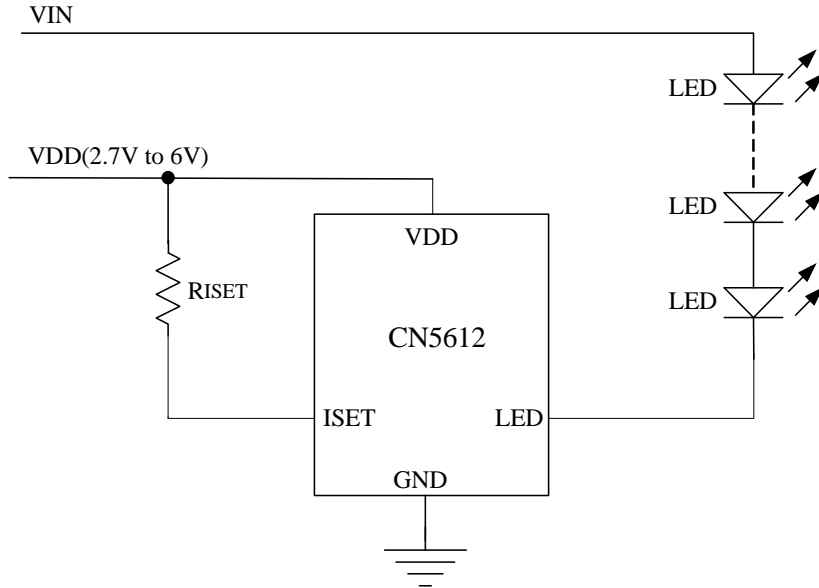 VIN
LED
VDD(2.7V to 6V)
LED
VDD
RISET
LED
CN5612
ISET
LED
GND